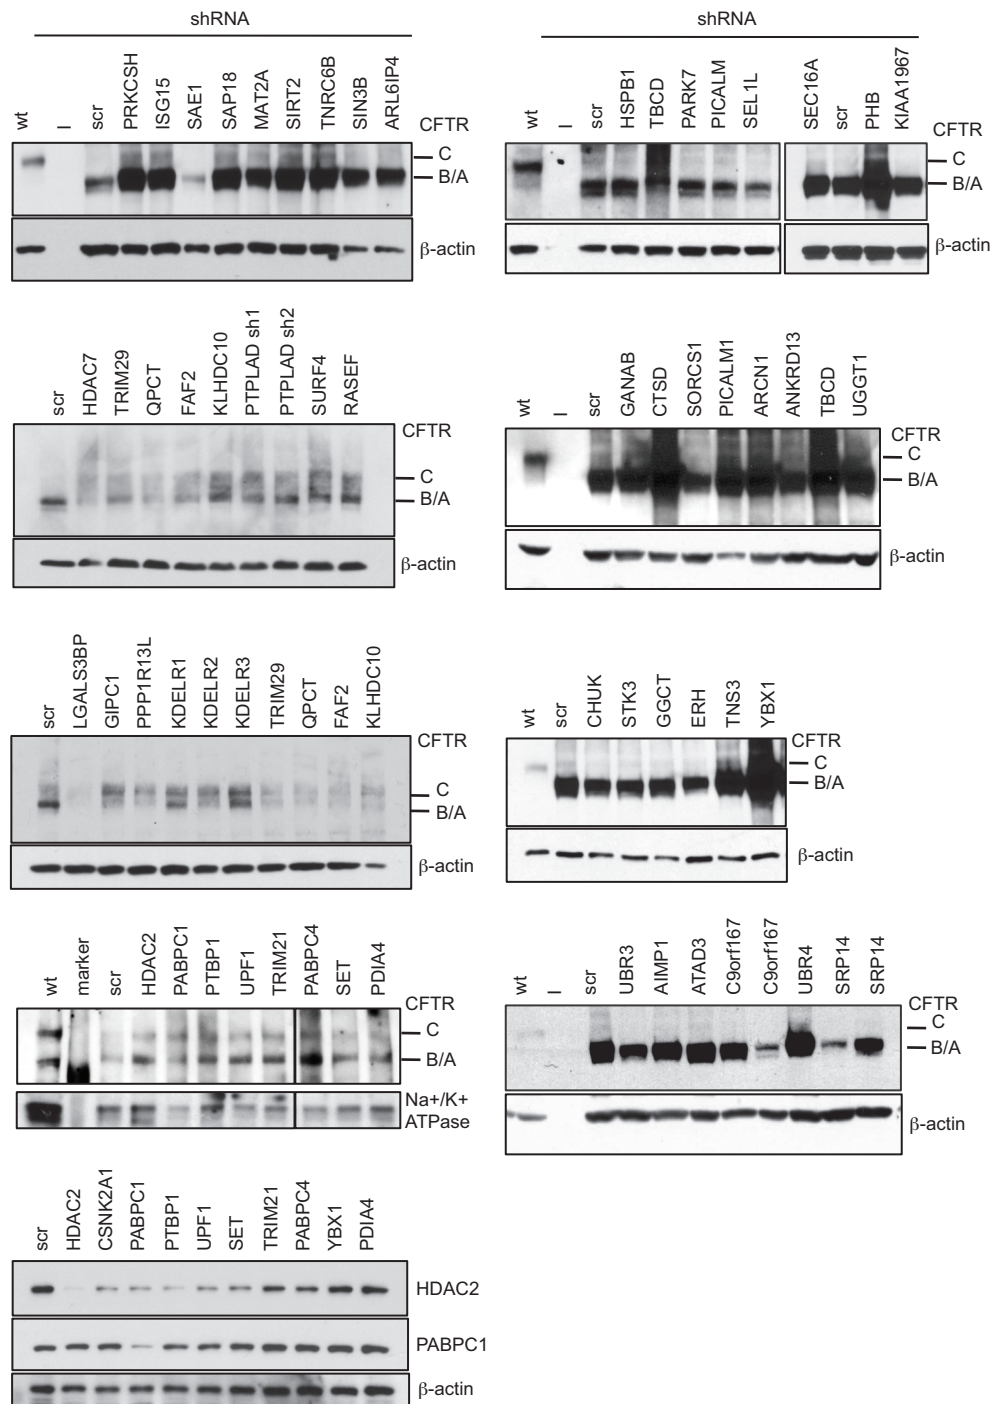 shRNA
wt
I
scr
PRKCSH
ISG15
SAE1
SAP18
MAT2A
SIRT2
TNRC6B
SIN3B
ARL6IP4
CFTR
C
B/A
β-actin
shRNA
wt
I
scr
HSPB1
TBCD
PARK7
PICALM
SEL1L
SEC16A
scr
PHB
KIAA1967
CFTR
C
B/A
β-actin
scr
HDAC7
TRIM29
QPCT
FAF2
KLHDC10
PTPLAD sh1
PTPLAD sh2
SURF4
RASEF
CFTR
C
B/A
β-actin
wt
I
scr
GANAB
CTSD
SORCS1
PICALM1
ARCN1
ANKRD13
TBCD
UGGT1
CFTR
C
B/A
β-actin
scr
LGALS3BP
GIPC1
PPP1R13L
KDELR1
KDELR2
KDELR3
TRIM29
QPCT
FAF2
KLHDC10
CFTR
C
B/A
β-actin
wt
scr
CHUK
STK3
GGCT
ERH
TNS3
YBX1
CFTR
C
B/A
β-actin
wt
marker
scr
HDAC2
PABPC1
PTBP1
UPF1
TRIM21
PABPC4
SET
PDIA4
CFTR
C
B/A
Na+/K+
ATPase
wt
I
scr
UBR3
AIMP1
ATAD3
C9orf167
C9orf167
UBR4
SRP14
SRP14
CFTR
C
B/A
β-actin
scr
HDAC2
CSNK2A1
PABPC1
PTBP1
UPF1
SET
TRIM21
PABPC4
YBX1
PDIA4
HDAC2
PABPC1
β-actin